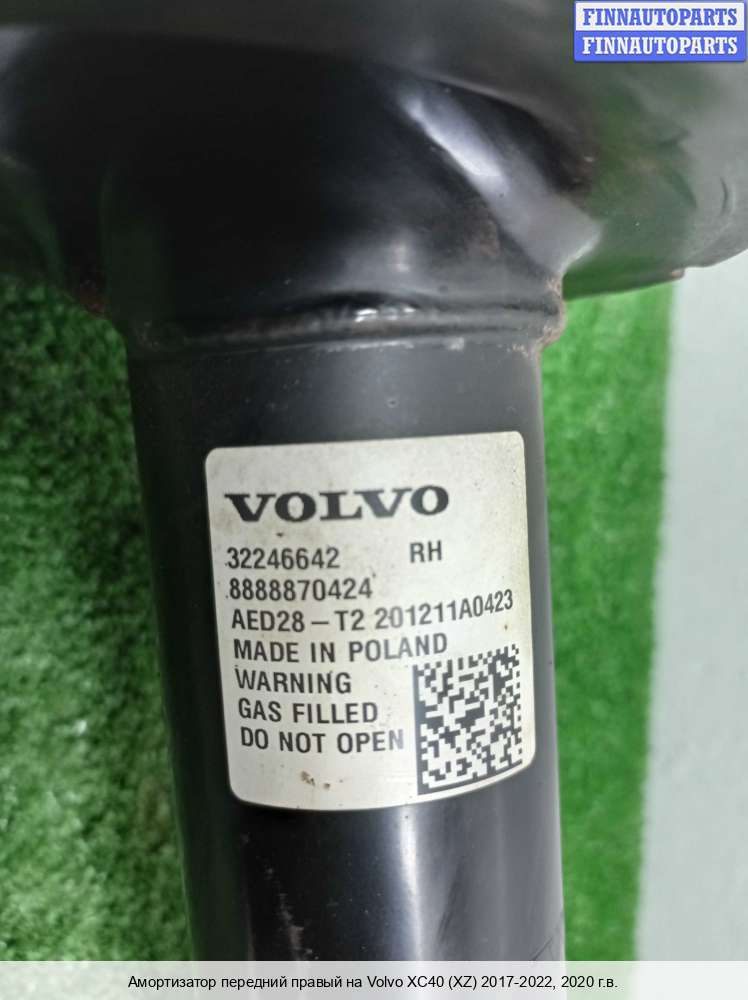 FINNAUTOPARTS
FINNAUTOPARTS
VOLVO
32246642 RH
8888870424
AED28-T2 201211A0423
MADE IN POLAND
WARNING
GAS FILLED
DO NOT OPEN
Амортизатор передний правый на Volvo XC40 (XZ) 2017-2022, 2020 г.в.